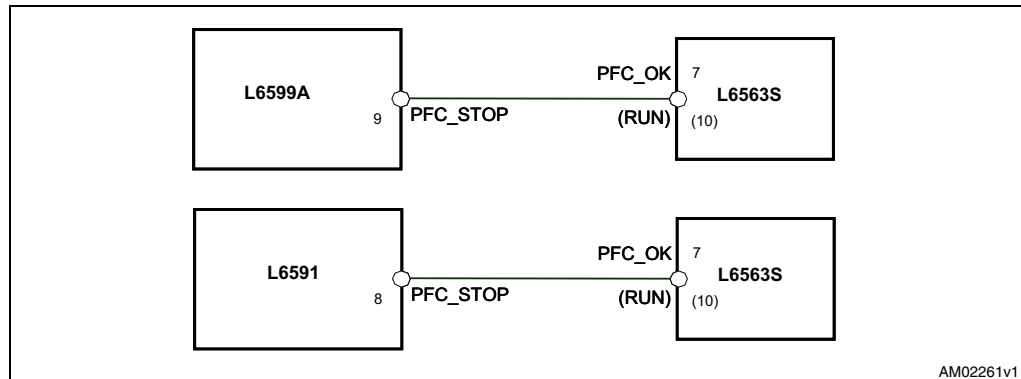 L6599A
PFC_OK 7
L6563S
9 PFC_STOP (RUN) (10)
L6591
PFC_OK 7
L6563S
8 PFC_STOP (RUN) (10)
AM02261v1